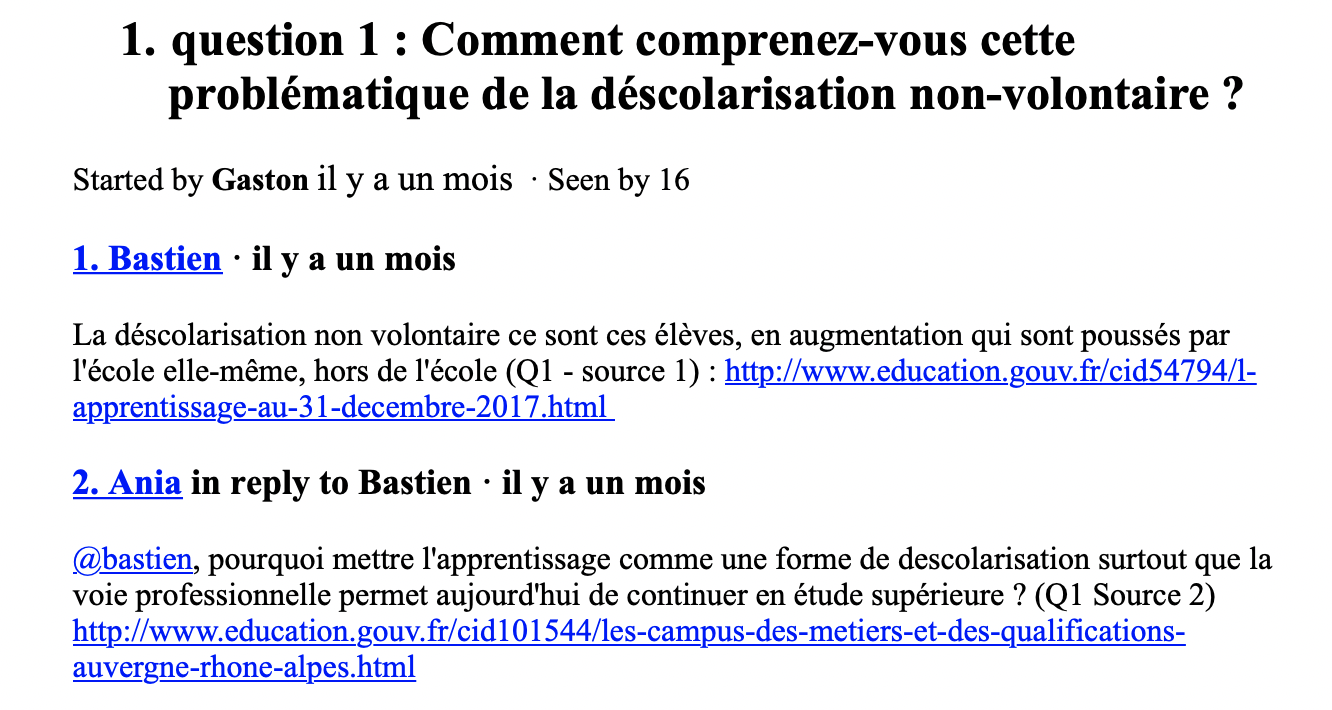 1. question 1 : Comment comprenez-vous cette
problématique de la déscolarisation non-volontaire ?
Started by Gaston il y a un mois · Seen by 16
1. Bastien · il y a un mois
La déscolarisation non volontaire ce sont ces élèves, en augmentation qui sont poussés par
l'école elle-même, hors de l'école (Q1 - source 1) : http://www.education.gouv.fr/cid54794/l-
apprentissage-au-31-decembre-2017.html
2. Ania in reply to Bastien · il y a un mois
@bastien, pourquoi mettre l'apprentissage comme une forme de descolarisation surtout que la
voie professionnelle permet aujourd'hui de continuer en étude supérieure ? (Q1 Source 2)
http://www.education.gouv.fr/cid101544/les-campus-des-metiers-et-des-qualifications-
auvergne-rhone-alpes.html